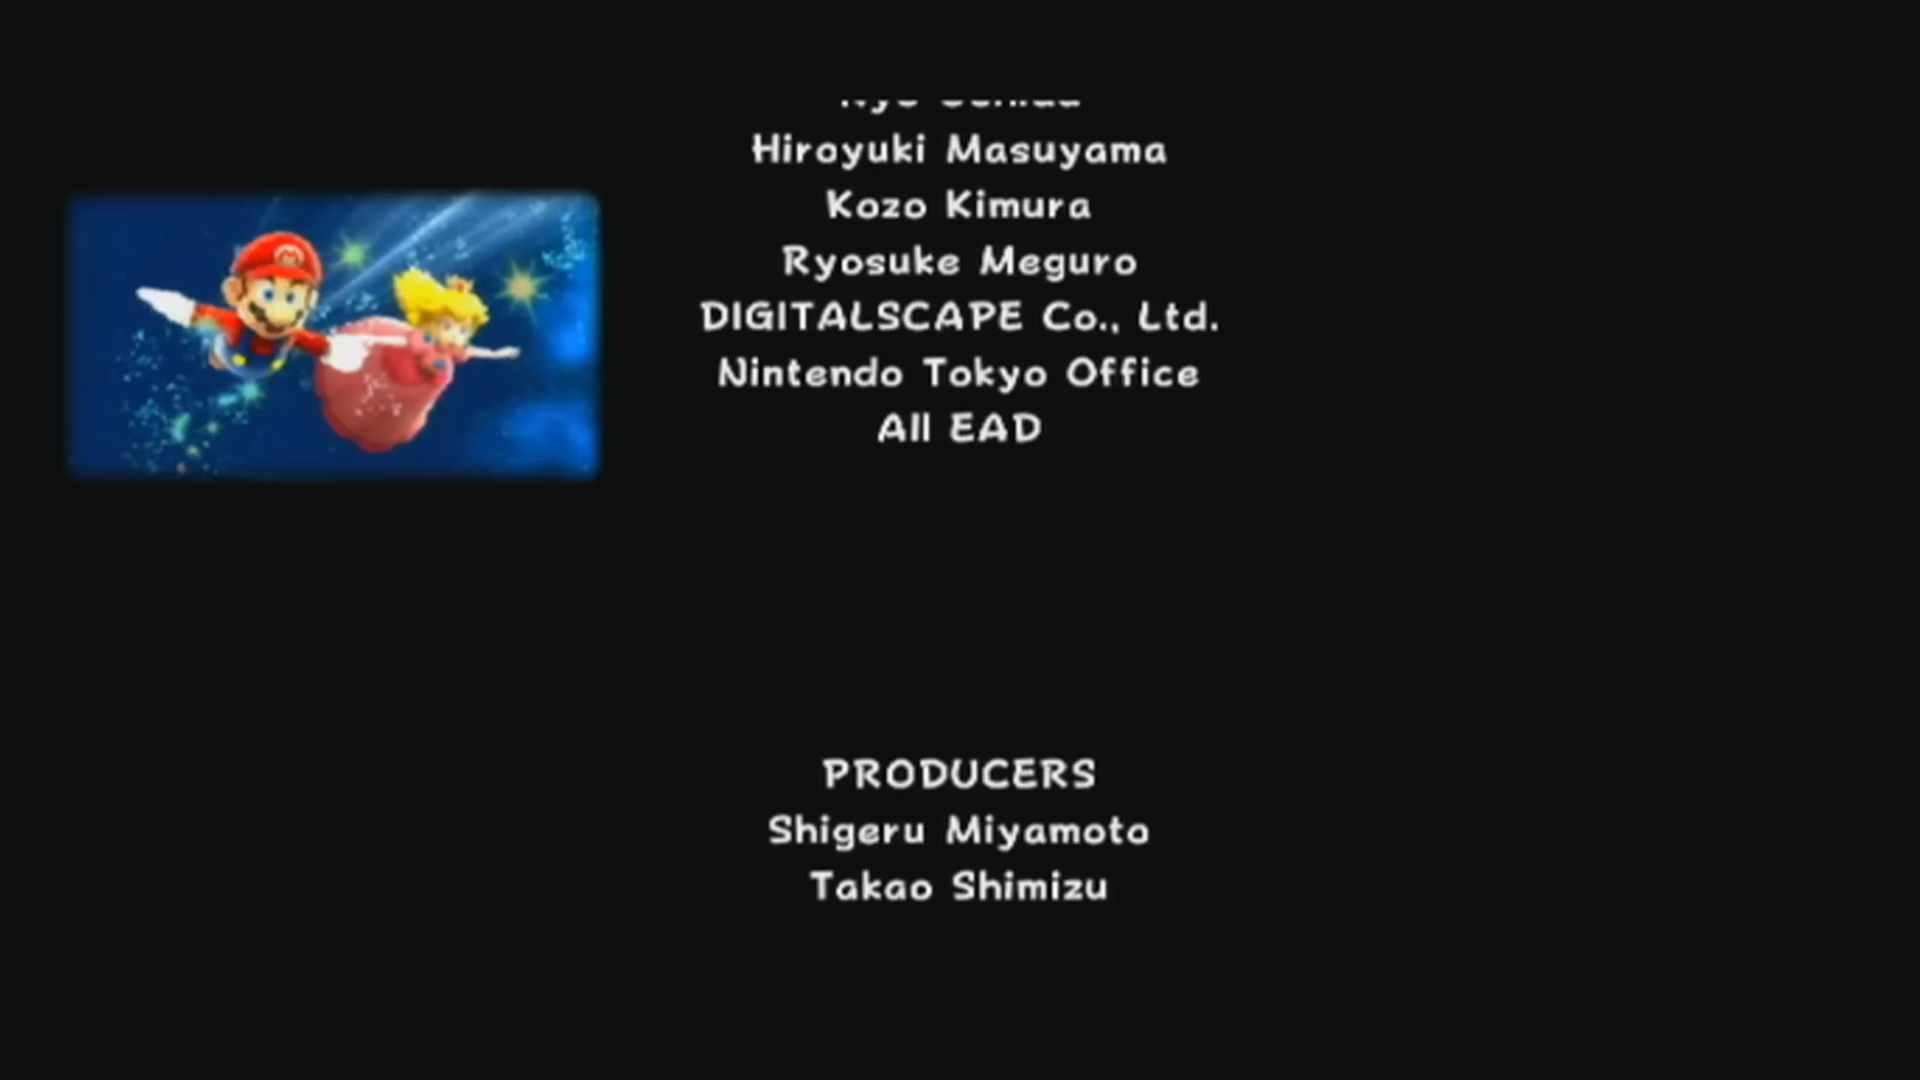 Hiroyuki Masuyama
Kozo Kimura
Ryosuke Meguro
DIGITALSCAPE Co., Ltd.
Nintendo Tokyo Office
All EAD
PRODUCERS
Shigeru Miyamoto
Takao Shimizu